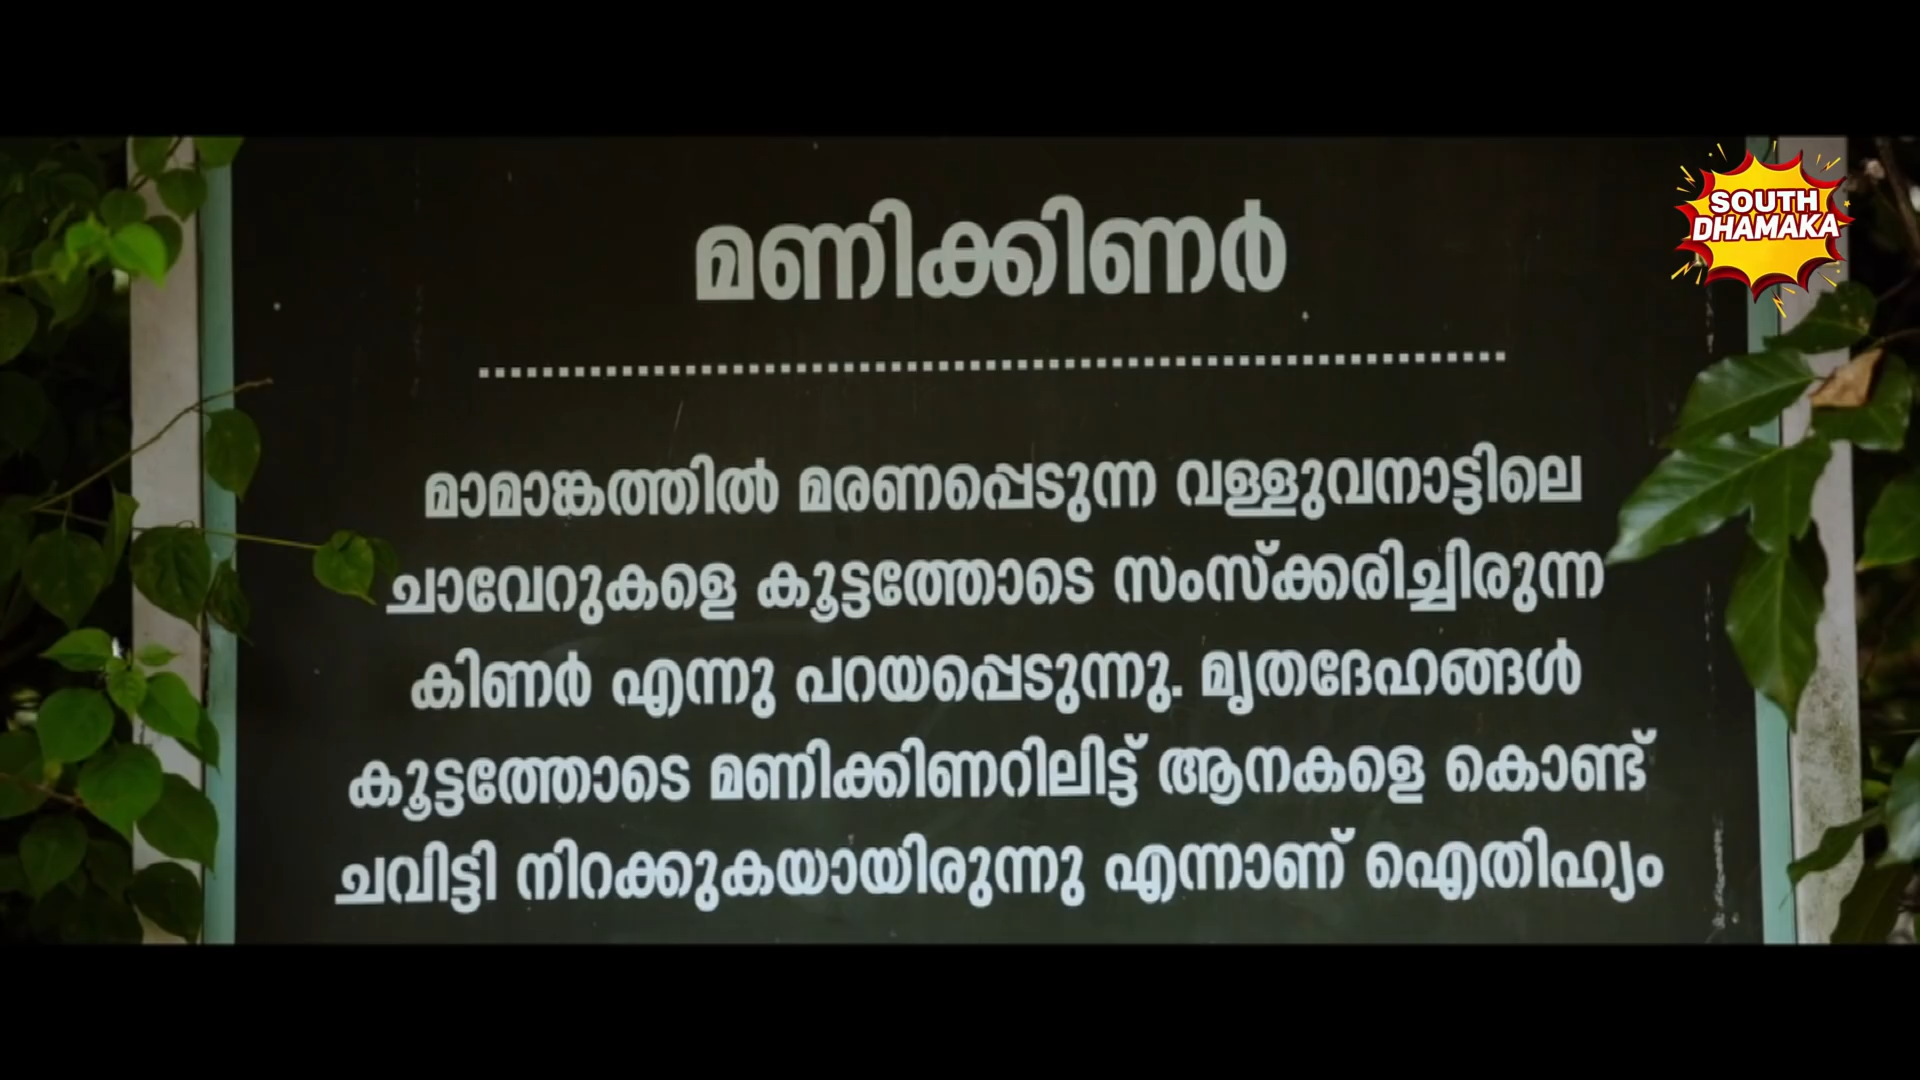 മണിക്കിണർ
SOUTH
DHAMAKA
മാമാങ്കത്തിൽ മരണപ്പെടുന്ന വള്ളുവനാട്ടിലെ
ചാവേറുകളെ കൂട്ടത്തോടെ സംസ്ക്കരിച്ചിരുന്ന
കിണർ എന്നു പറയപ്പെടുന്നു. മൃതദേഹങ്ങൾ
കൂട്ടത്തോടെ മണിക്കിണറിലിട്ട് ആനകളെ കൊണ്ട്
ചവിട്ടി നിറക്കുകയായിരുന്നു എന്നാണ് ഐതിഹ്യം